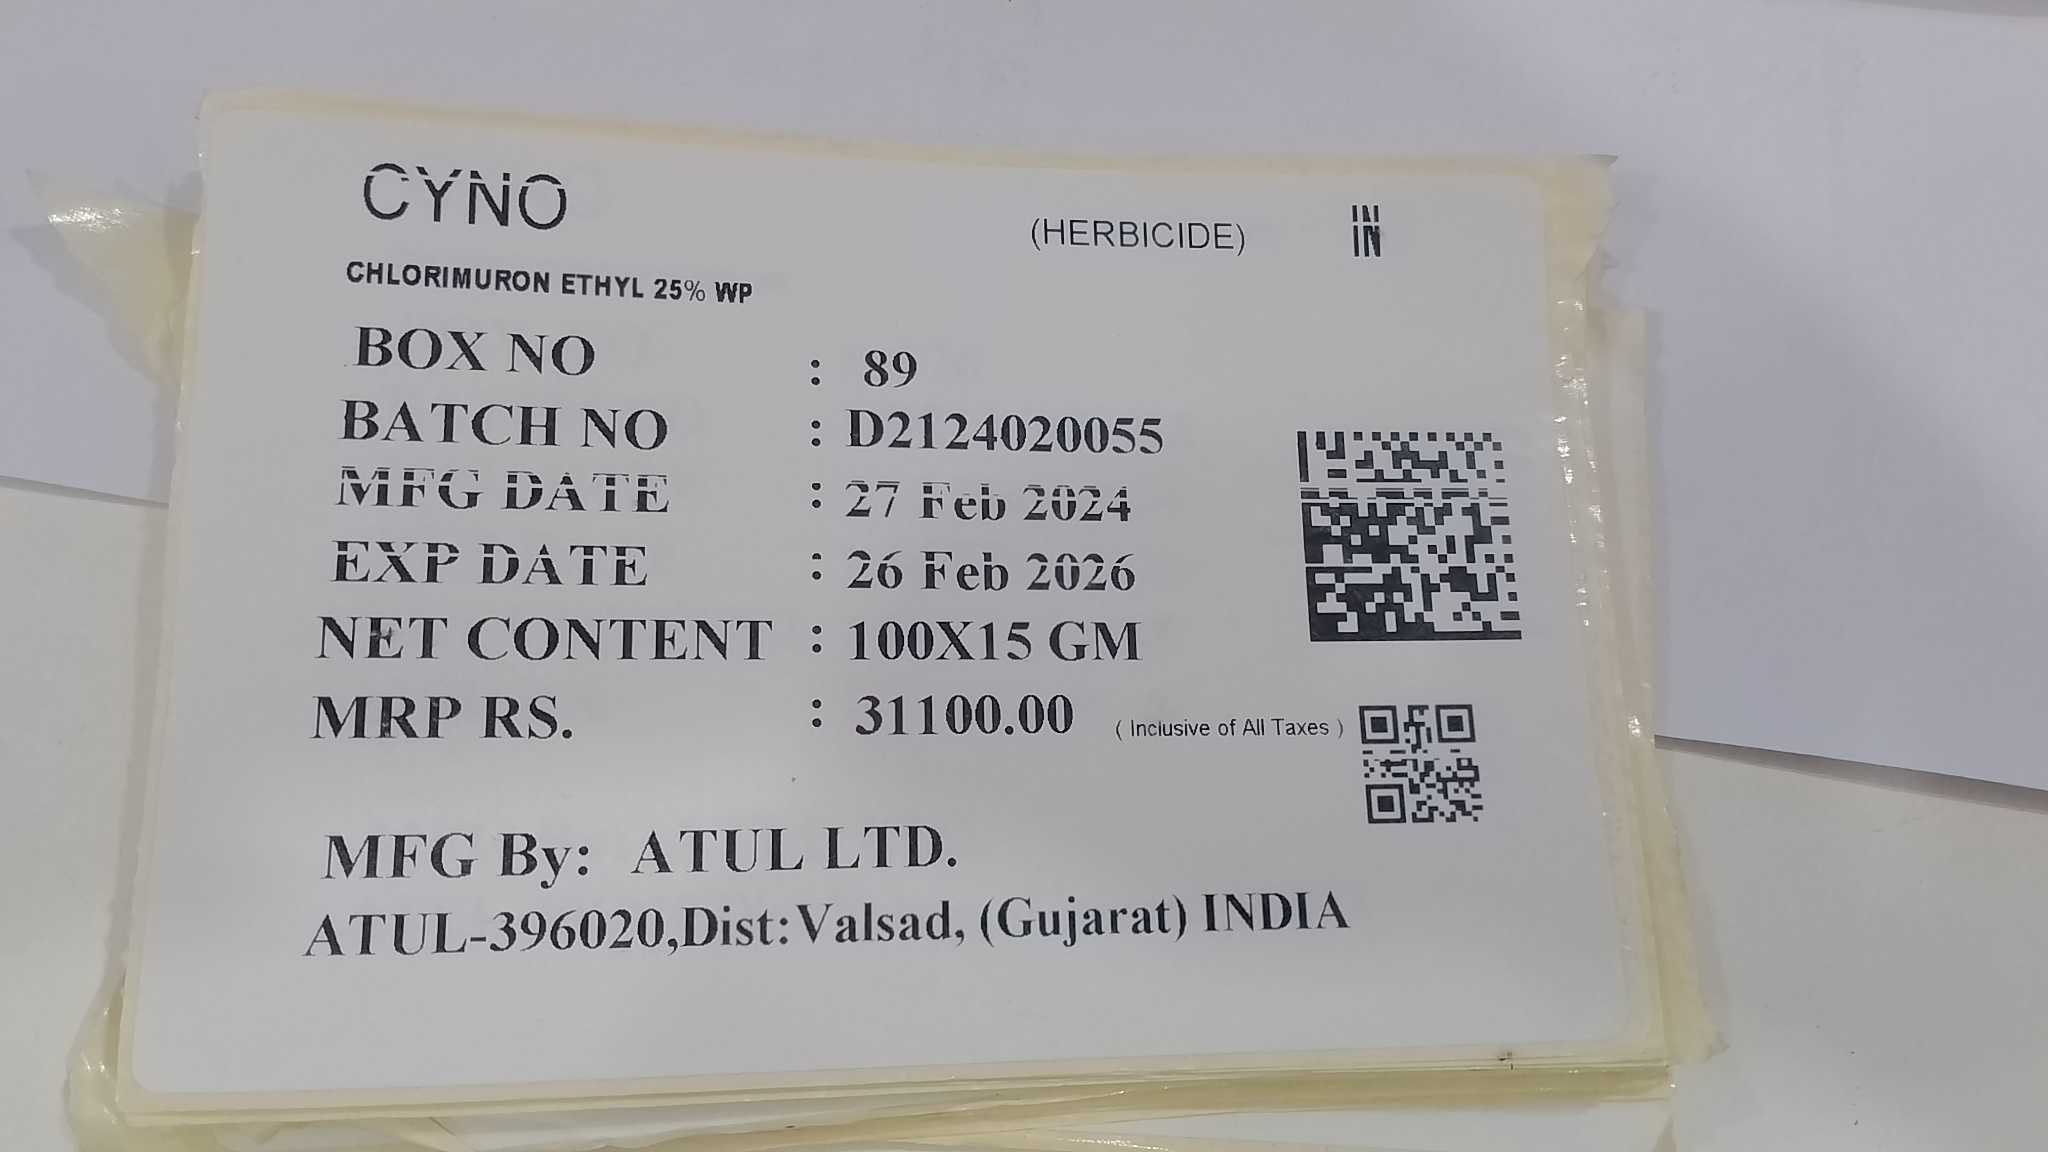 CYNO
(HERBICIDE)
IN
IN
CHLORIMURON ETHYL 25% WP
BOX NO : 89
BATCH NO : D2124020055
MFG DATE : 27 Feb 2024
EXP DATE : 26 Feb 2026
NET CONTENT : 100X15 GM
MRP RS. : 31100.00 ( Inclusive of All Taxes )
MFG By: ATUL LTD.
ATUL-396020,Dist:Valsad, (Gujarat) INDIA